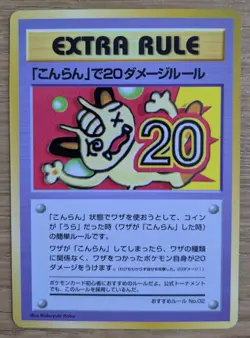 EXTRA RULE
「こんらん」で20ダメージルール
20
「こんらん」状態でワザを使おうとして、コイン
が「うら」だった時(ワザが「こんらん」した時)
の簡単ルール です。
ワザが「こんらん」してしまったら、ワザの種類
に関係なく、ワザをつかったポケモン自身が20
ダメージをうけます。
ポケモンカード初心者におすすめのルールだよ。公式トーナメント
でも、このルールを採用しているんだ。
おすすめルール No.02